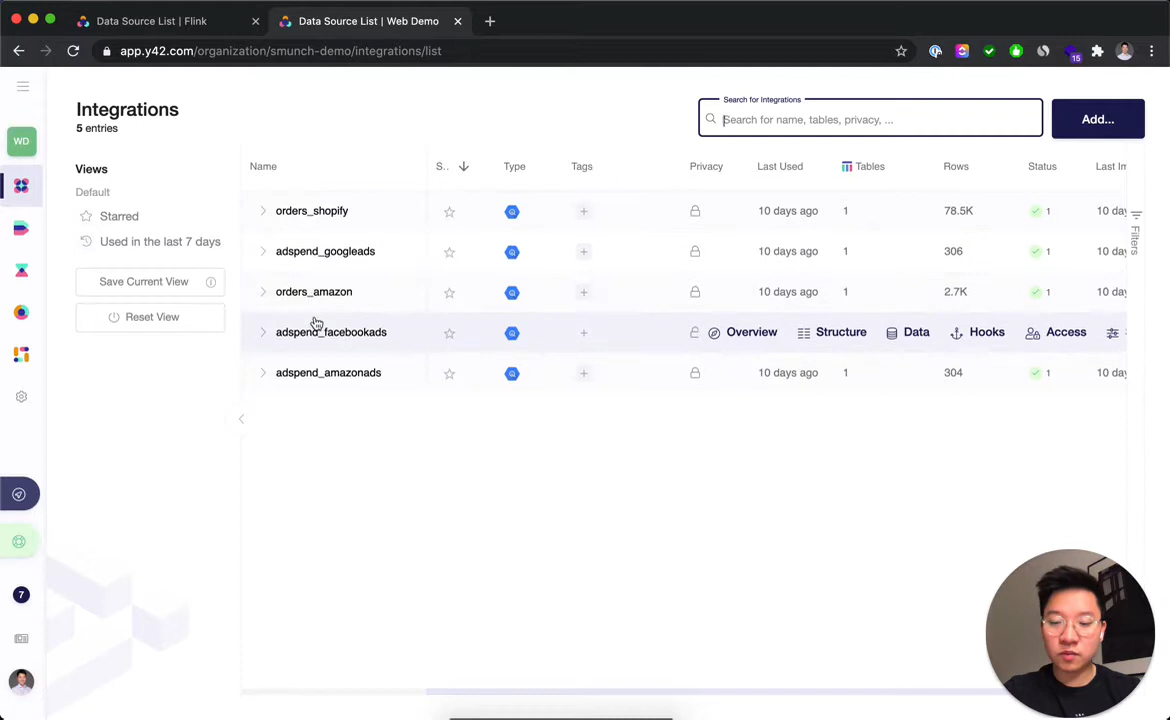 Data Source List | Flink
Data Source List | Web Demo
app.y42.com/organization/smunch-demo/integrations/list
15
WD
7
Integrations
5 entries
Search for Integrations
Search for name, tables, privacy, ...
Add...
Views
Default
Starred
Used in the last 7 days
Save Current View
Reset View
Name S.. Type Tags Privacy Last Used Tables Rows Status Last Im
orders_shopify 10 days ago 1 78.5K 1 10 day
adspend_googleads 10 days ago 1 306 1 10 day
orders_amazon 10 days ago 1 2.7K 1 10 day
adspend_facebookads Overview Structure Data Hooks Access
adspend_amazonads 10 days ago 1 304 1 10 day
Filters